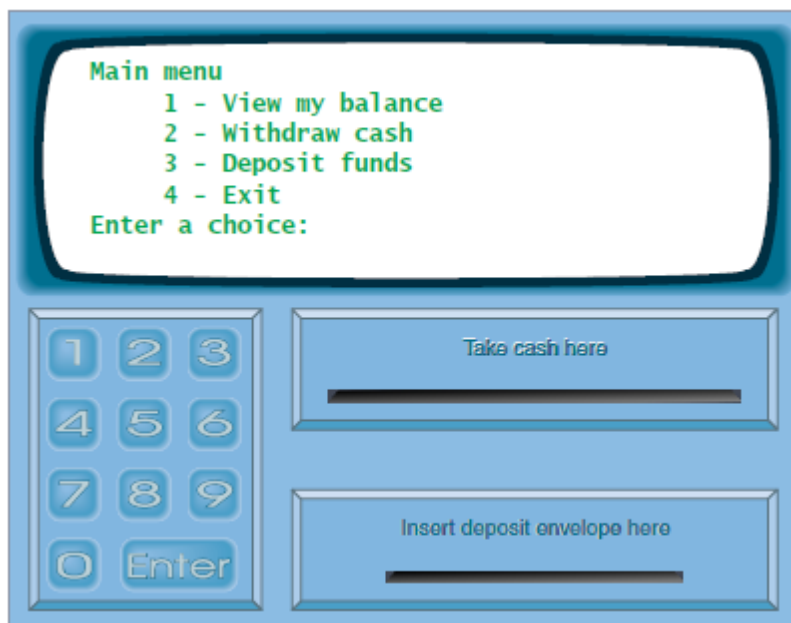 Main menu
1 - View my balance
2 - Withdraw cash
3 - Deposit funds
4 - Exit
Enter a choice:
1 2 3
4 5 6
7 8 9
0 Enter
Take cash here
Insert deposit envelope here